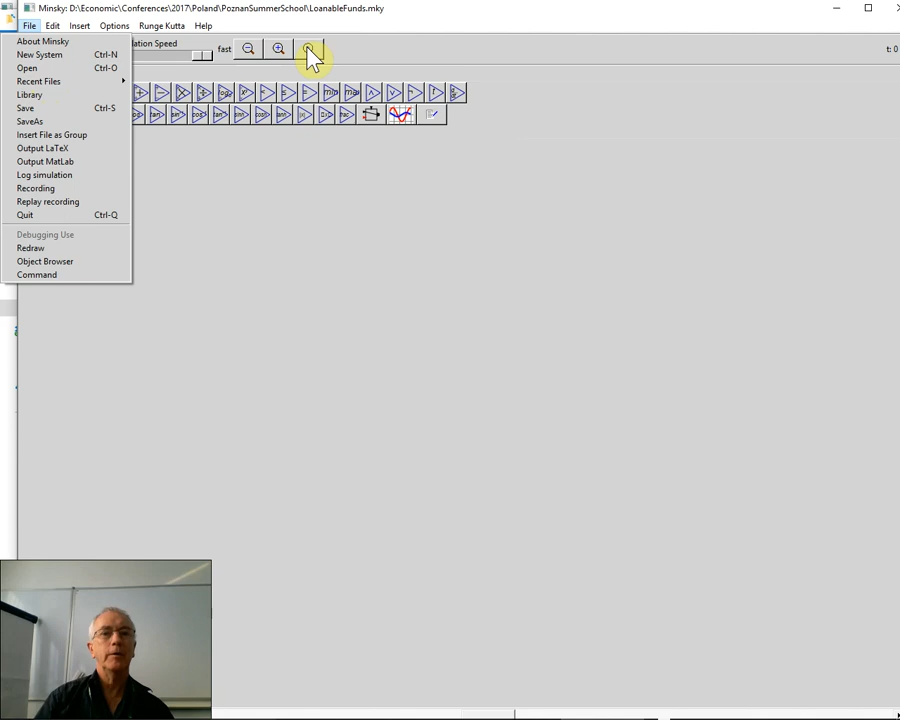 Minsky: D:\Economic\Conferences\2017\Poland\PoznanSummerSchool\LoanableFunds.mky
File Edit Insert Options Runge Kutta Help
lation Speed fast t: 0
About Minsky
New System Ctrl-N
Open Ctrl-O
Recent Files
Library
Save Ctrl-S
SaveAs
Insert File as Group
Output LaTeX
Output MatLab
Log simulation
Recording
Replay recording
Quit Ctrl-Q
Debugging Use
Redraw
Object Browser
Command